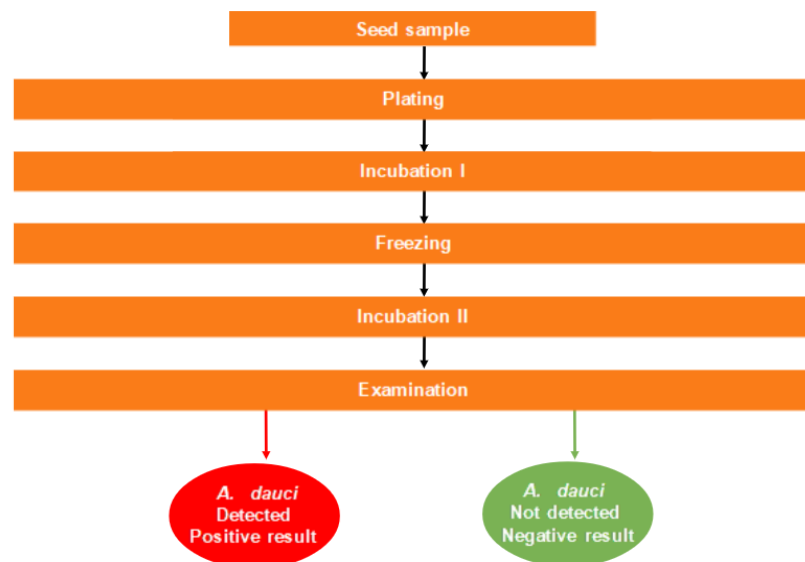 Seed sample
Plating
Incubation I
Freezing
Incubation II
Examination
A. dauci
Detected
Positive result
A. dauci
Not detected
Negative result